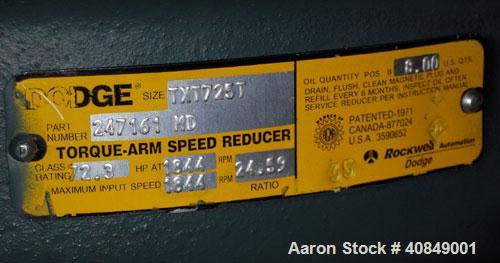 DODGE® SIZE TXT725T
PART NUMBER 247161 MD
TORQUE-ARM SPEED REDUCER
CLASS RATING 72.3 HP AT 1844 RPM 24.59
MAXIMUM INPUT SPEED 1844 RPM RATIO
OIL QUANTITY POS. B 8.00 U.S. QTS.
DRAIN, FLUSH, CLEAN MAGNETIC PLUG AND
REFILL EVERY 6 MONTHS, INSPECT OIL OFTEN
SERVICE REDUCER PER INSTRUCTION MANUAL
PATENTED-1971
CANADA-877024
U.S.A. 3590652
Rockwell Automation
Dodge
35
Aaron Stock # 40849001